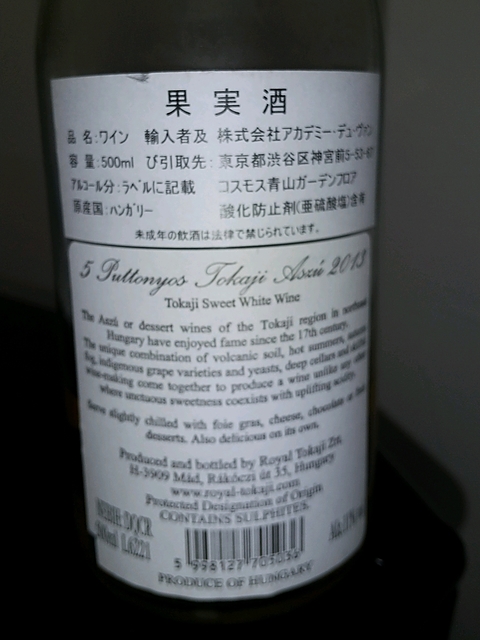 果実酒
品 名:ワイン 輸入者及 株式会社アカデミー・デュ・ヴァン
容 量:500ml び引取先: 東京都渋谷区神宮前5-53-67
アルコール分:ラベルに記載 コスモス青山ガーデンフロア
原産国:ハンガリー 酸化防止剤(亜硫酸塩)含有
未成年の飲酒は法律で禁じられています。
5 Puttonyos Tokaji Aszú 2013
Tokaji Sweet White Wine
The Aszú or dessert wines of the Tokaji region in northeast
Hungary have enjoyed fame since the 17th century.
The unique combination of volcanic soil, hot summers, autumn
fog, indigenous grape varieties and yeasts, deep cellars and skilful
wine-making come together to produce a wine unlike any other
where unctuous sweetness coexists with uplifting acidity.
Serve slightly chilled with foie gras, cheese, chocolate or fruit
desserts. Also delicious on its own.
Produced and bottled by Royal Tokaji Zrt.
H-3909 Mád, Rákóczi út 35, Hungary
www.royal-tokaji.com
Protected Designation of Origin
CONTAINS SULPHITES
5 998127 705052
PRODUCE OF HUNGARY